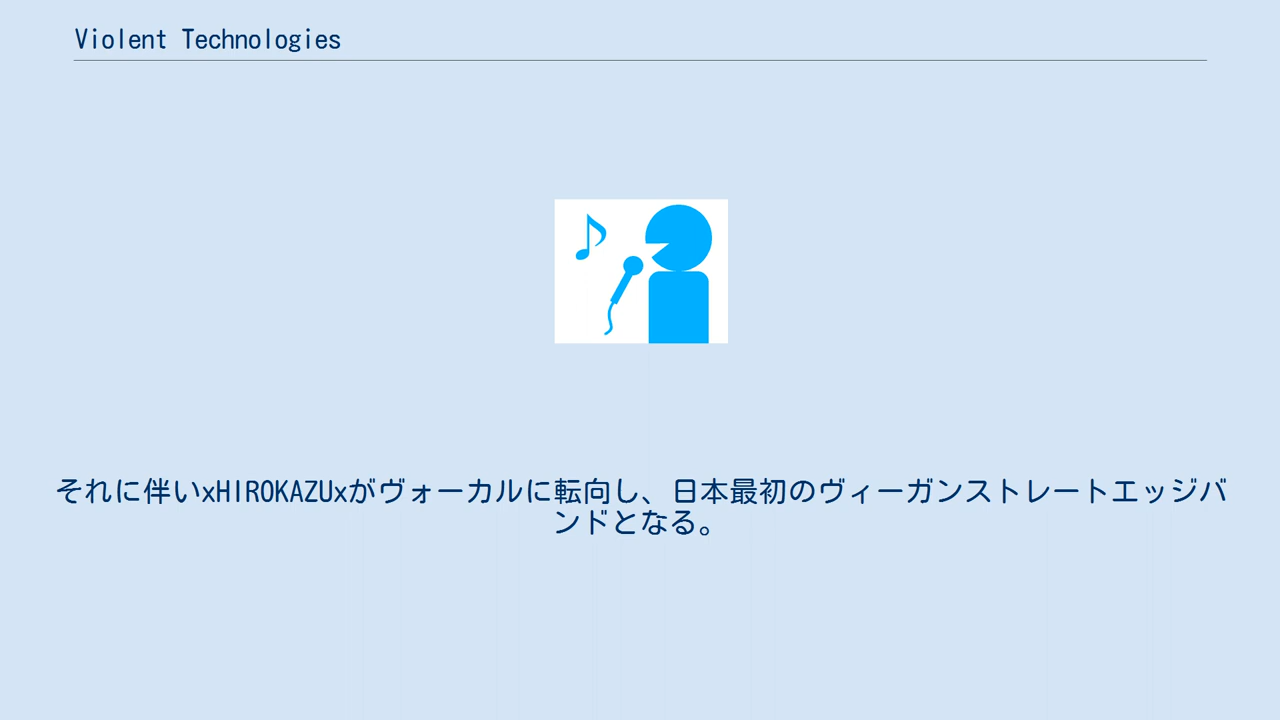 Violent Technologies
それに伴いxHIROKAZUxがヴォーカルに転向し、日本最初のヴィーガンストレートエッジバ
ンドとなる。